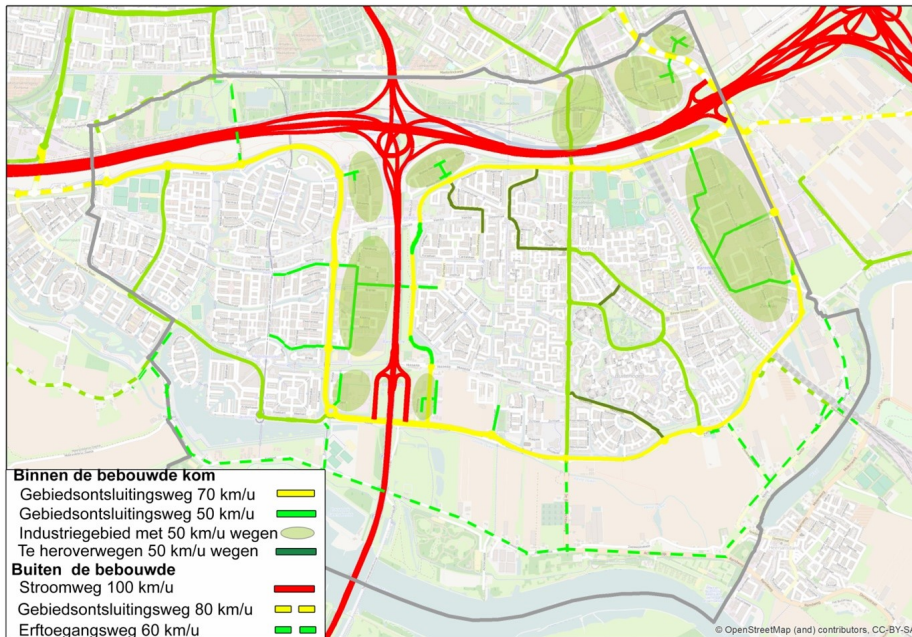 Binnen de bebouwde kom
Gebiedsontsluitingsweg 70 km/u
Gebiedsontsluitingsweg 50 km/u
Industriegebied met 50 km/u wegen
Te heroverwegen 50 km/u wegen
Buiten de bebouwde
Stroomweg 100 km/u
Gebiedsontsluitingsweg 80 km/u
Erftoegangsweg 60 km/u
© OpenStreetMap (and) contributors, CC-BY-SA